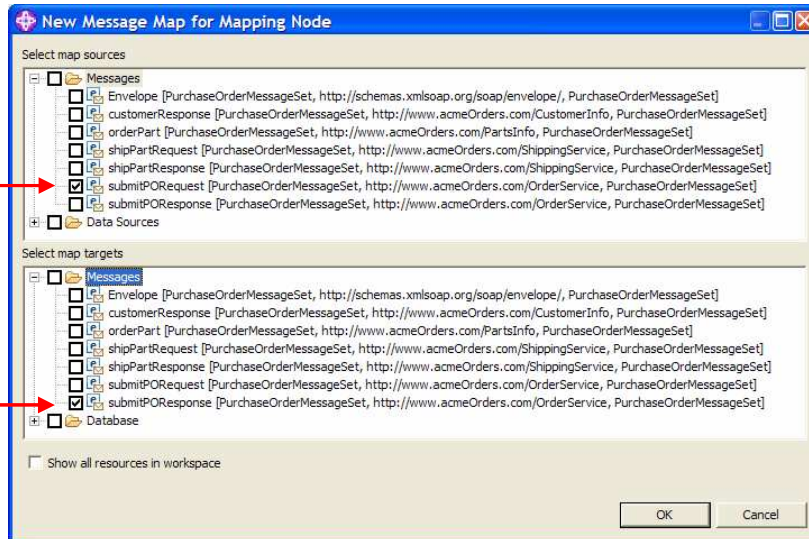 New Message Map for Mapping Node
Select map sources
Messages
Envelope [PurchaseOrderMessageSet, http://schemas.xmlsoap.org/soap/envelope/, PurchaseOrderMessageSet]
customerResponse [PurchaseOrderMessageSet, http://www.acmeOrders.com/CustomerInfo, PurchaseOrderMessageSet]
orderPart [PurchaseOrderMessageSet, http://www.acmeOrders.com/PartsInfo, PurchaseOrderMessageSet]
shipPartRequest [PurchaseOrderMessageSet, http://www.acmeOrders.com/ShippingService, PurchaseOrderMessageSet]
shipPartResponse [PurchaseOrderMessageSet, http://www.acmeOrders.com/ShippingService, PurchaseOrderMessageSet]
submitPORequest [PurchaseOrderMessageSet, http://www.acmeOrders.com/OrderService, PurchaseOrderMessageSet]
submitPOResponse [PurchaseOrderMessageSet, http://www.acmeOrders.com/OrderService, PurchaseOrderMessageSet]
Data Sources
Select map targets
Messages
Envelope [PurchaseOrderMessageSet, http://schemas.xmlsoap.org/soap/envelope/, PurchaseOrderMessageSet]
customerResponse [PurchaseOrderMessageSet, http://www.acmeOrders.com/CustomerInfo, PurchaseOrderMessageSet]
orderPart [PurchaseOrderMessageSet, http://www.acmeOrders.com/PartsInfo, PurchaseOrderMessageSet]
shipPartRequest [PurchaseOrderMessageSet, http://www.acmeOrders.com/ShippingService, PurchaseOrderMessageSet]
shipPartResponse [PurchaseOrderMessageSet, http://www.acmeOrders.com/ShippingService, PurchaseOrderMessageSet]
submitPORequest [PurchaseOrderMessageSet, http://www.acmeOrders.com/OrderService, PurchaseOrderMessageSet]
submitPOResponse [PurchaseOrderMessageSet, http://www.acmeOrders.com/OrderService, PurchaseOrderMessageSet]
Database
Show all resources in workspace
OK Cancel